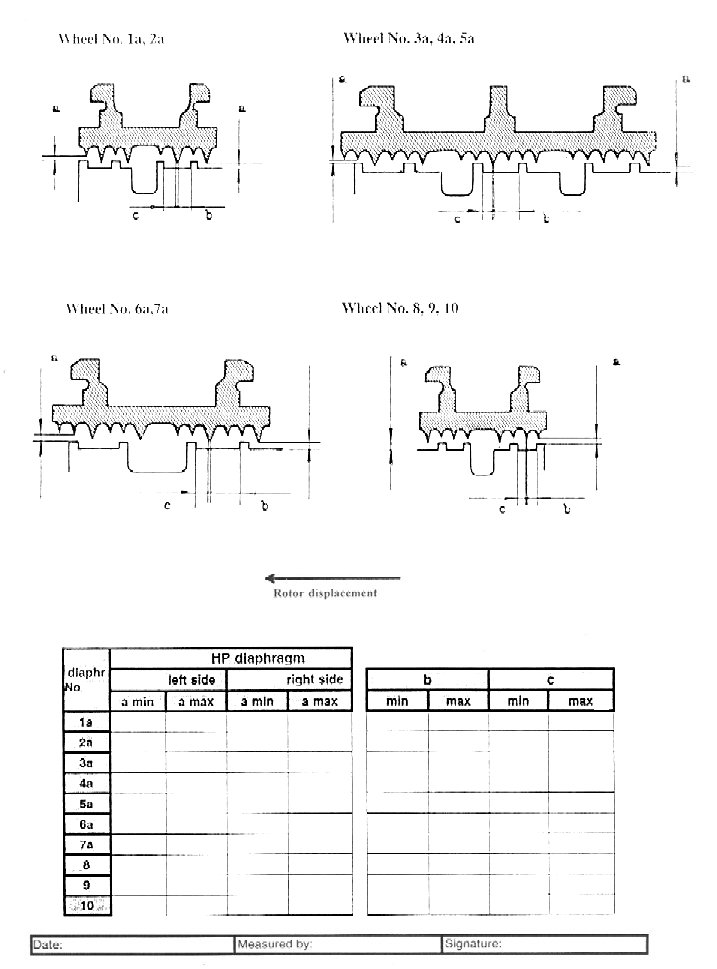 Wheel No. 1a, 2a
Wheel No. 3a, 4a, 5a
a
a
a
a
c
b
c
b
Wheel No. 6a,7a
Wheel No. 8, 9, 10
a
a
a
c
b
c
b
Rotor displacement
HP diaphragm
diaphr
No
left side
right side
b
c
a min
a max
a min
a max
min
max
min
max
1a
2a
3a
4a
5a
6a
7a
8
9
10
Date:
Measured by:
Signature: